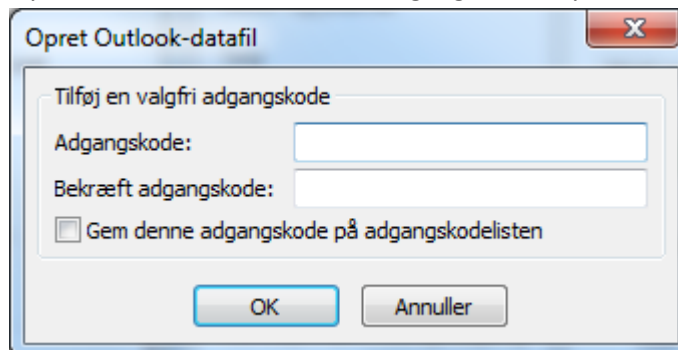 Opret Outlook-datafil
Tilføj en valgfri adgangskode
Adgangskode:
Bekræft adgangskode:
Gem denne adgangskode på adgangskodelisten
OK
Annuller